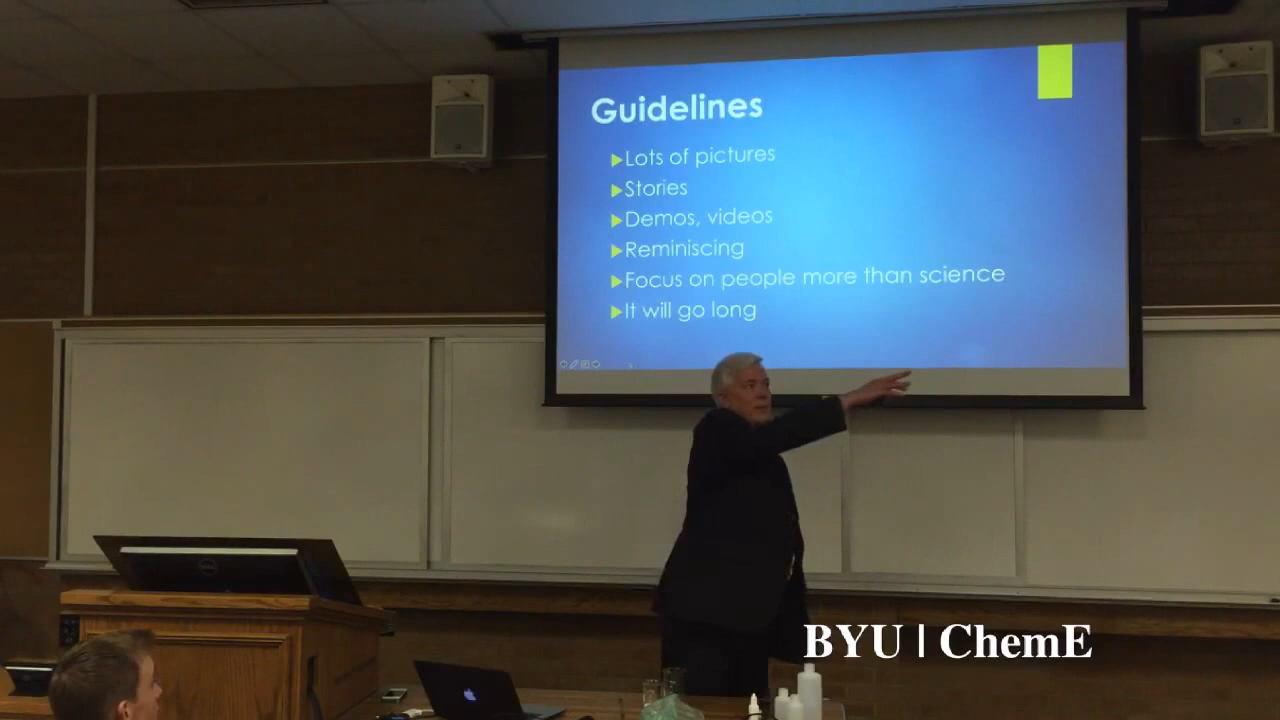 Guidelines
Lots of pictures
Stories
Demos, videos
Reminiscing
Focus on people more than science
It will go long
BYU | ChemE